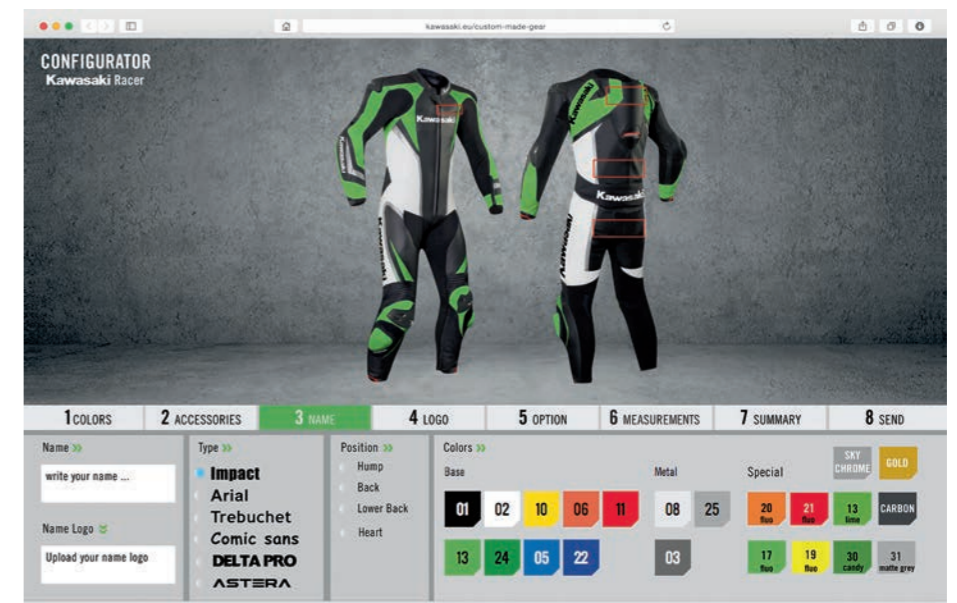 kawasaki.eu/custom-made-gear
CONFIGURATOR
Kawasaki Racer
Kawasaki
Kawasaki
Kawasaki
Kawasaki
Kawasaki
Kawasaki
1 COLORS
2 ACCESSORIES
3 NAME
4 LOGO
5 OPTION
6 MEASUREMENTS
7 SUMMARY
8 SEND
Name »
write your name ...
Name Logo
Upload your name logo
Type »
Impact
Arial
Trebuchet
Comic sans
DELTA PRO
ASTERA
Position »
Hump
Back
Lower Back
Heart
Colors »
Base
01 02 10 06 11
13 24 05 22
Metal
08 25
03
Special
SKY CHROME
GOLD
20 fluo
21 fluo
13 lime
CARBON
17 fluo
19 fluo
30 candy
31 matte grey